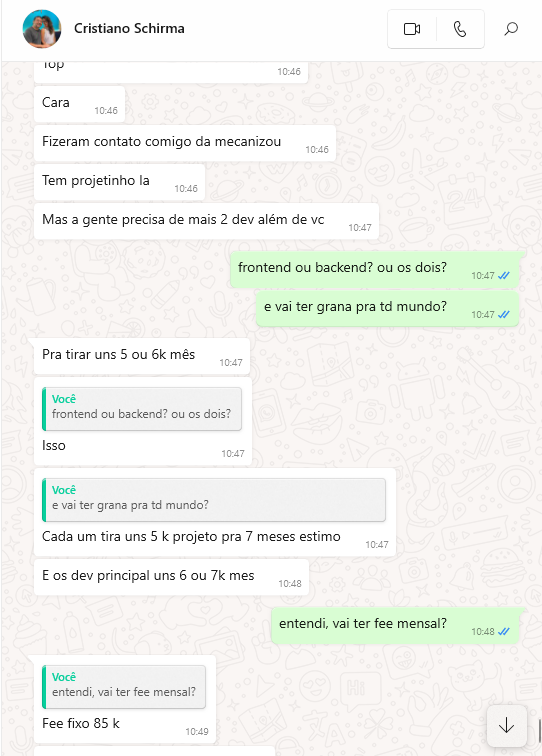 Cristiano Schirma
Top
10:46
Cara
10:46
Fizeram contato comigo da mecanizou
10:46
Tem projetinho la
10:46
Mas a gente precisa de mais 2 dev além de vc
10:47
frontend ou backend? ou os dois?
10:47
e vai ter grana pra td mundo?
10:47
Pra tirar uns 5 ou 6k mês
10:47
Você
frontend ou backend? ou os dois?
Isso
10:47
Você
e vai ter grana pra td mundo?
Cada um tira uns 5 k projeto pra 7 meses estimo
10:47
E os dev principal uns 6 ou 7k mes
10:48
entendi, vai ter fee mensal?
10:48
Você
entendi, vai ter fee mensal?
Fee fixo 85 k
10:49